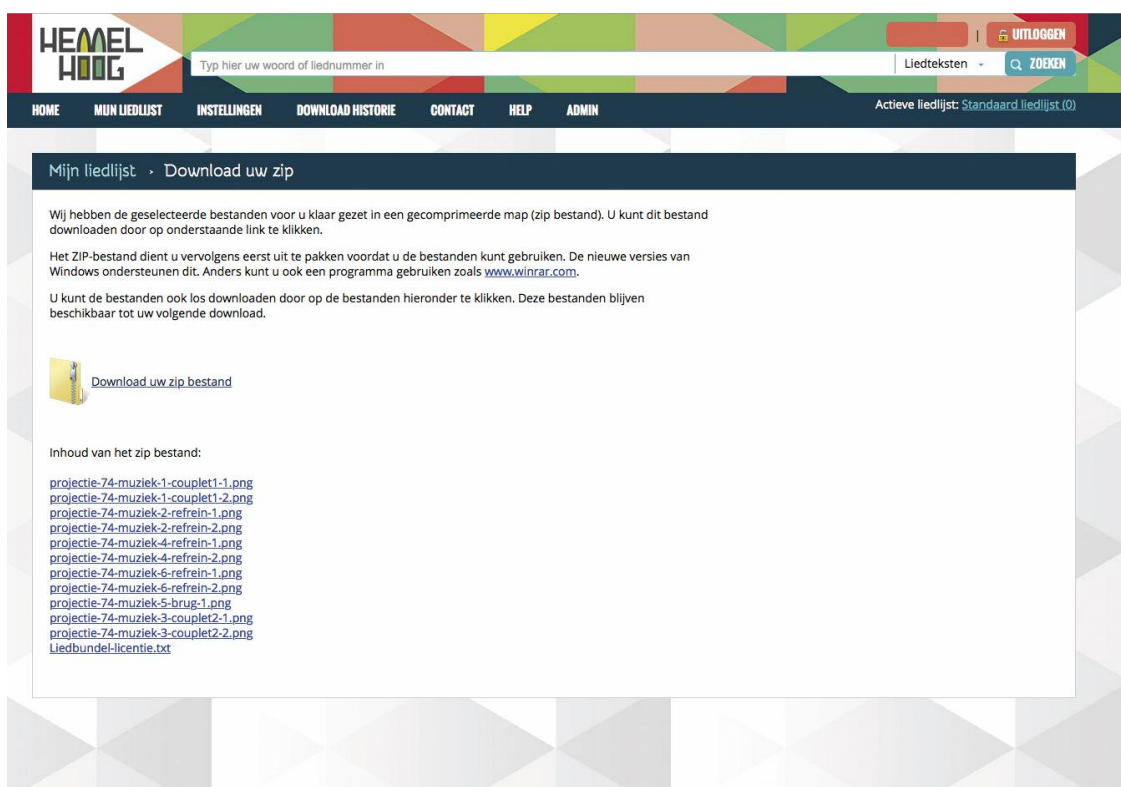 HEMEL
HOOG
| UITLOGGEN
Typ hier uw woord of liednummer in
Liedteksten
ZOEKEN
HOME MIJN LIEDLIJST INSTELLINGEN DOWNLOAD HISTORIE CONTACT HELP ADMIN
Actieve liedlijst: Standaard liedlijst (0)
Mijn liedlijst › Download uw zip
Wij hebben de geselecteerde bestanden voor u klaar gezet in een gecomprimeerde map (zip bestand). U kunt dit bestand
downloaden door op onderstaande link te klikken.
Het ZIP-bestand dient u vervolgens eerst uit te pakken voordat u de bestanden kunt gebruiken. De nieuwe versies van
Windows ondersteunen dit. Anders kunt u ook een programma gebruiken zoals www.winrar.com.
U kunt de bestanden ook los downloaden door op de bestanden hieronder te klikken. Deze bestanden blijven
beschikbaar tot uw volgende download.
Download uw zip bestand
Inhoud van het zip bestand:
projectie-74-muziek-1-couplet1-1.png
projectie-74-muziek-1-couplet1-2.png
projectie-74-muziek-2-refrein-1.png
projectie-74-muziek-2-refrein-2.png
projectie-74-muziek-4-refrein-1.png
projectie-74-muziek-4-refrein-2.png
projectie-74-muziek-6-refrein-1.png
projectie-74-muziek-6-refrein-2.png
projectie-74-muziek-5-brug-1.png
projectie-74-muziek-3-couplet2-1.png
projectie-74-muziek-3-couplet2-2.png
Liedbundel-licentie.txt